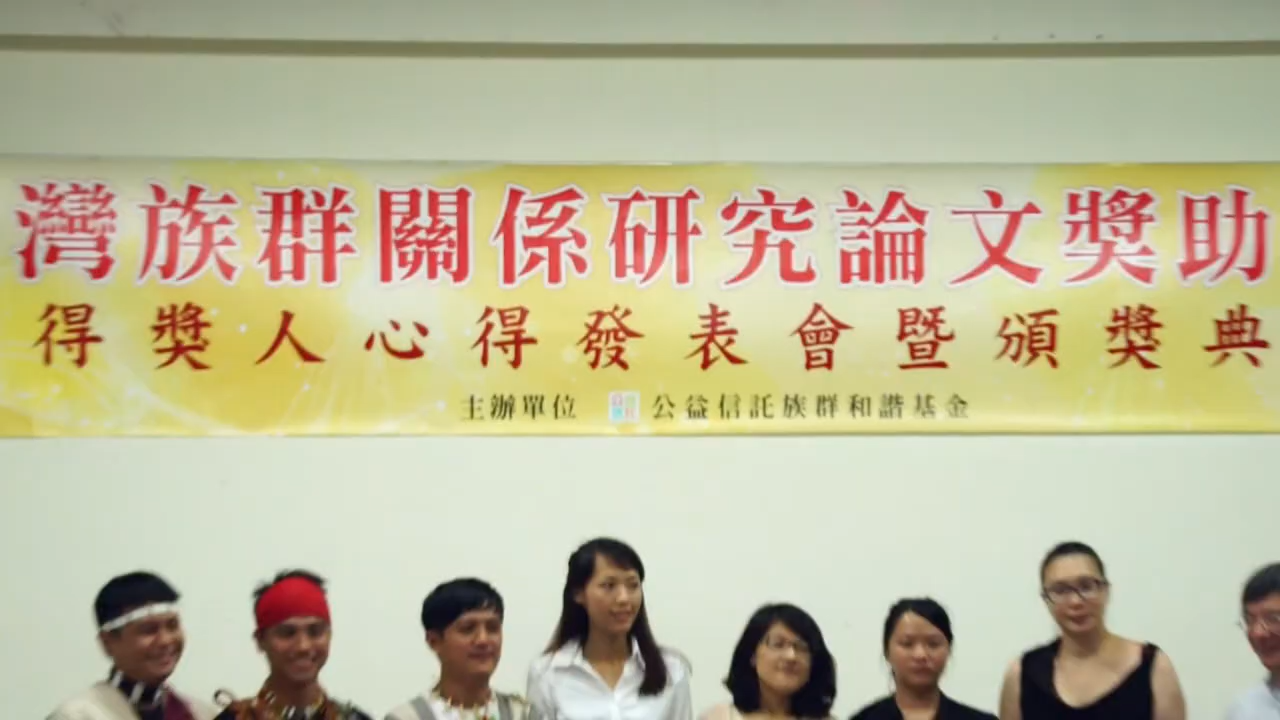 灣族群關係研究論文獎助
得獎人心得發表會暨頒獎典
主辦單位 公益信託族群和諧基金